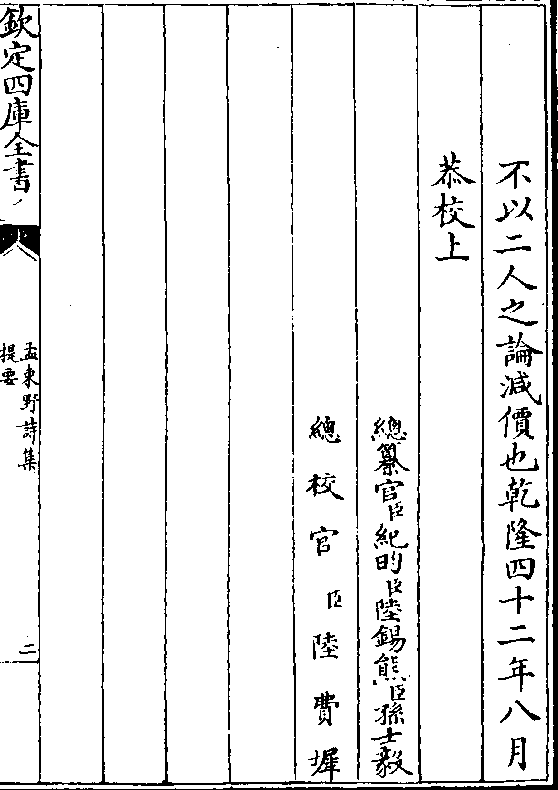 不以二人之論減價也乾隆四十二年八月
恭校上
總纂官臣紀昀臣陸錫熊臣孫士毅
總校官臣陸費墀
欽定四庫全書
孟東野詩集
提要
二